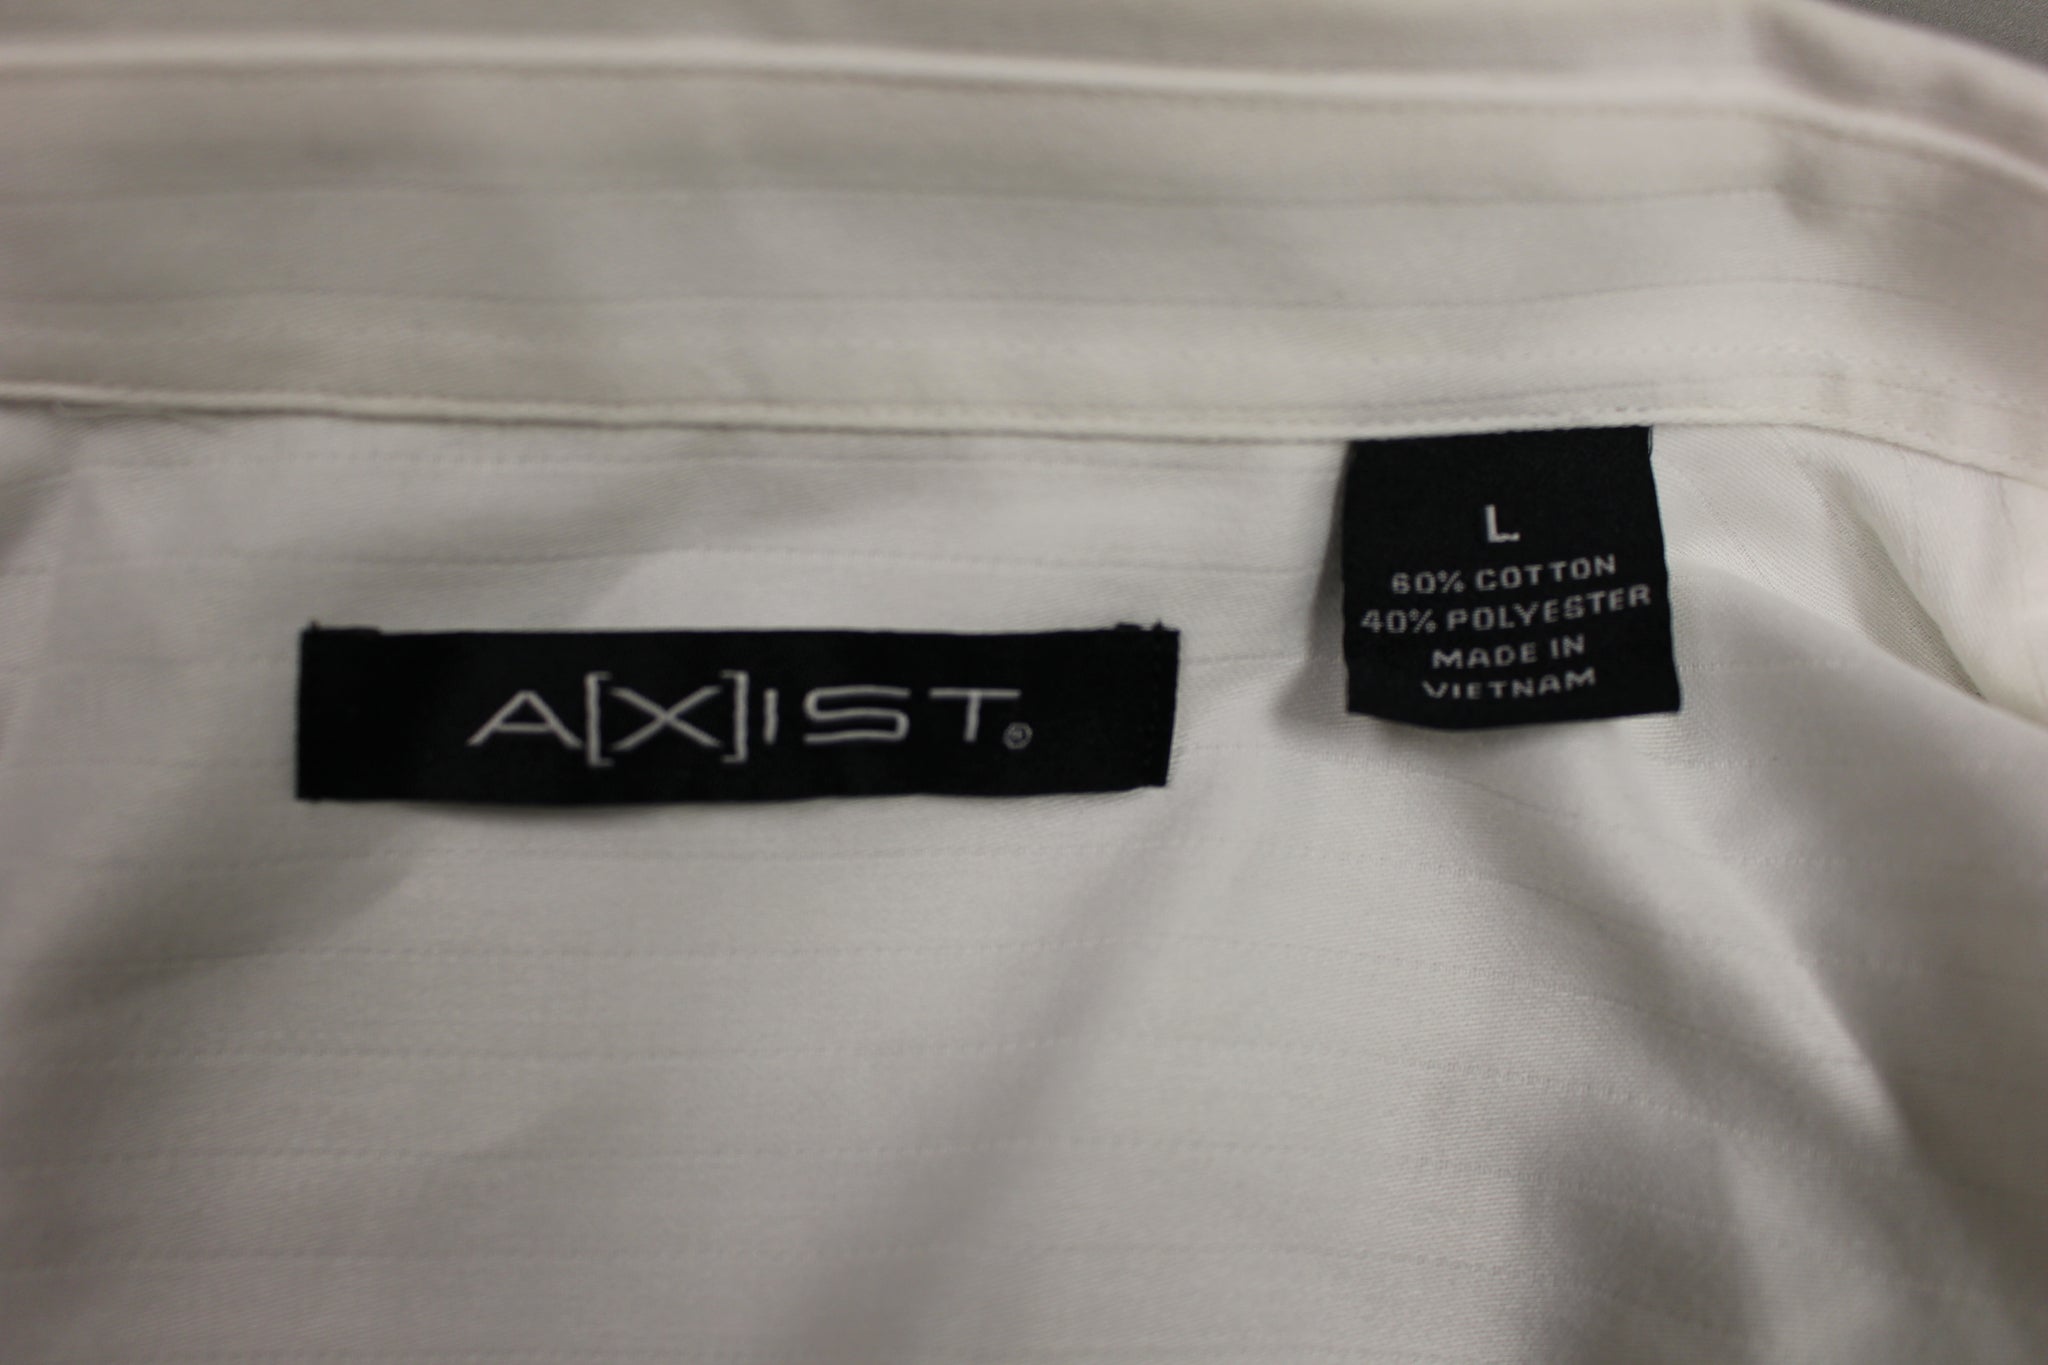 A[X]IST®
L
60% COTTON
40% POLYESTER
MADE IN
VIETNAM